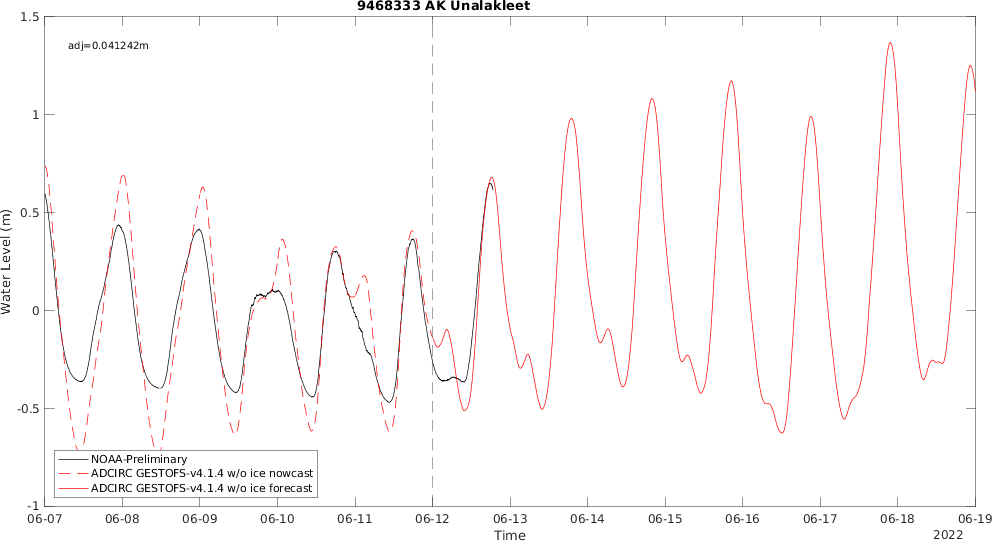 9468333 AK Unalakleet
adj=0.041242m
Water Level (m)
1.5
1
0.5
0
-0.5
-1
NOAA-Preliminary
ADCIRC GESTOFS-v4.1.4 w/o ice nowcast
ADCIRC GESTOFS-v4.1.4 w/o ice forecast
06-07 06-08 06-09 06-10 06-11 06-12 06-13 06-14 06-15 06-16 06-17 06-18 06-19
Time
2022